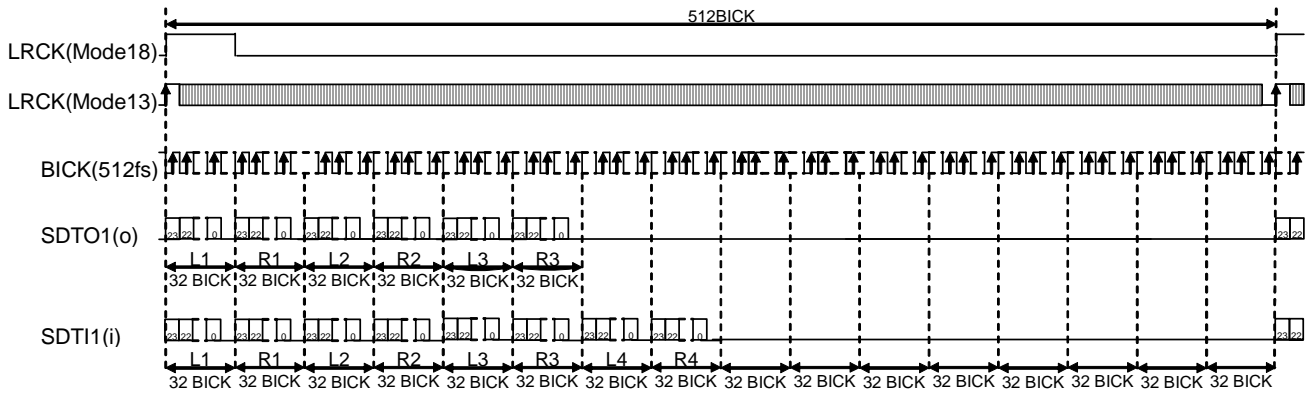 512BICK
LRCK(Mode18)
LRCK(Mode13)
BICK(512fs)
SDTO1(o)
23 22 0 23 22 0 23 22 0 23 22 0 23 22 0 23 22 0 23 22
L1 R1 L2 R2 L3 R3
32 BICK 32 BICK 32 BICK 32 BICK 32 BICK 32 BICK
SDTI1(i)
23 22 0 23 22 0 23 22 0 23 22 0 23 22 0 23 22 0 23 22 0 23 22 0 23 22
L1 R1 L2 R2 L3 R3 L4 R4
32 BICK 32 BICK 32 BICK 32 BICK 32 BICK 32 BICK 32 BICK 32 BICK 32 BICK 32 BICK 32 BICK 32 BICK 32 BICK 32 BICK 32 BICK 32 BICK